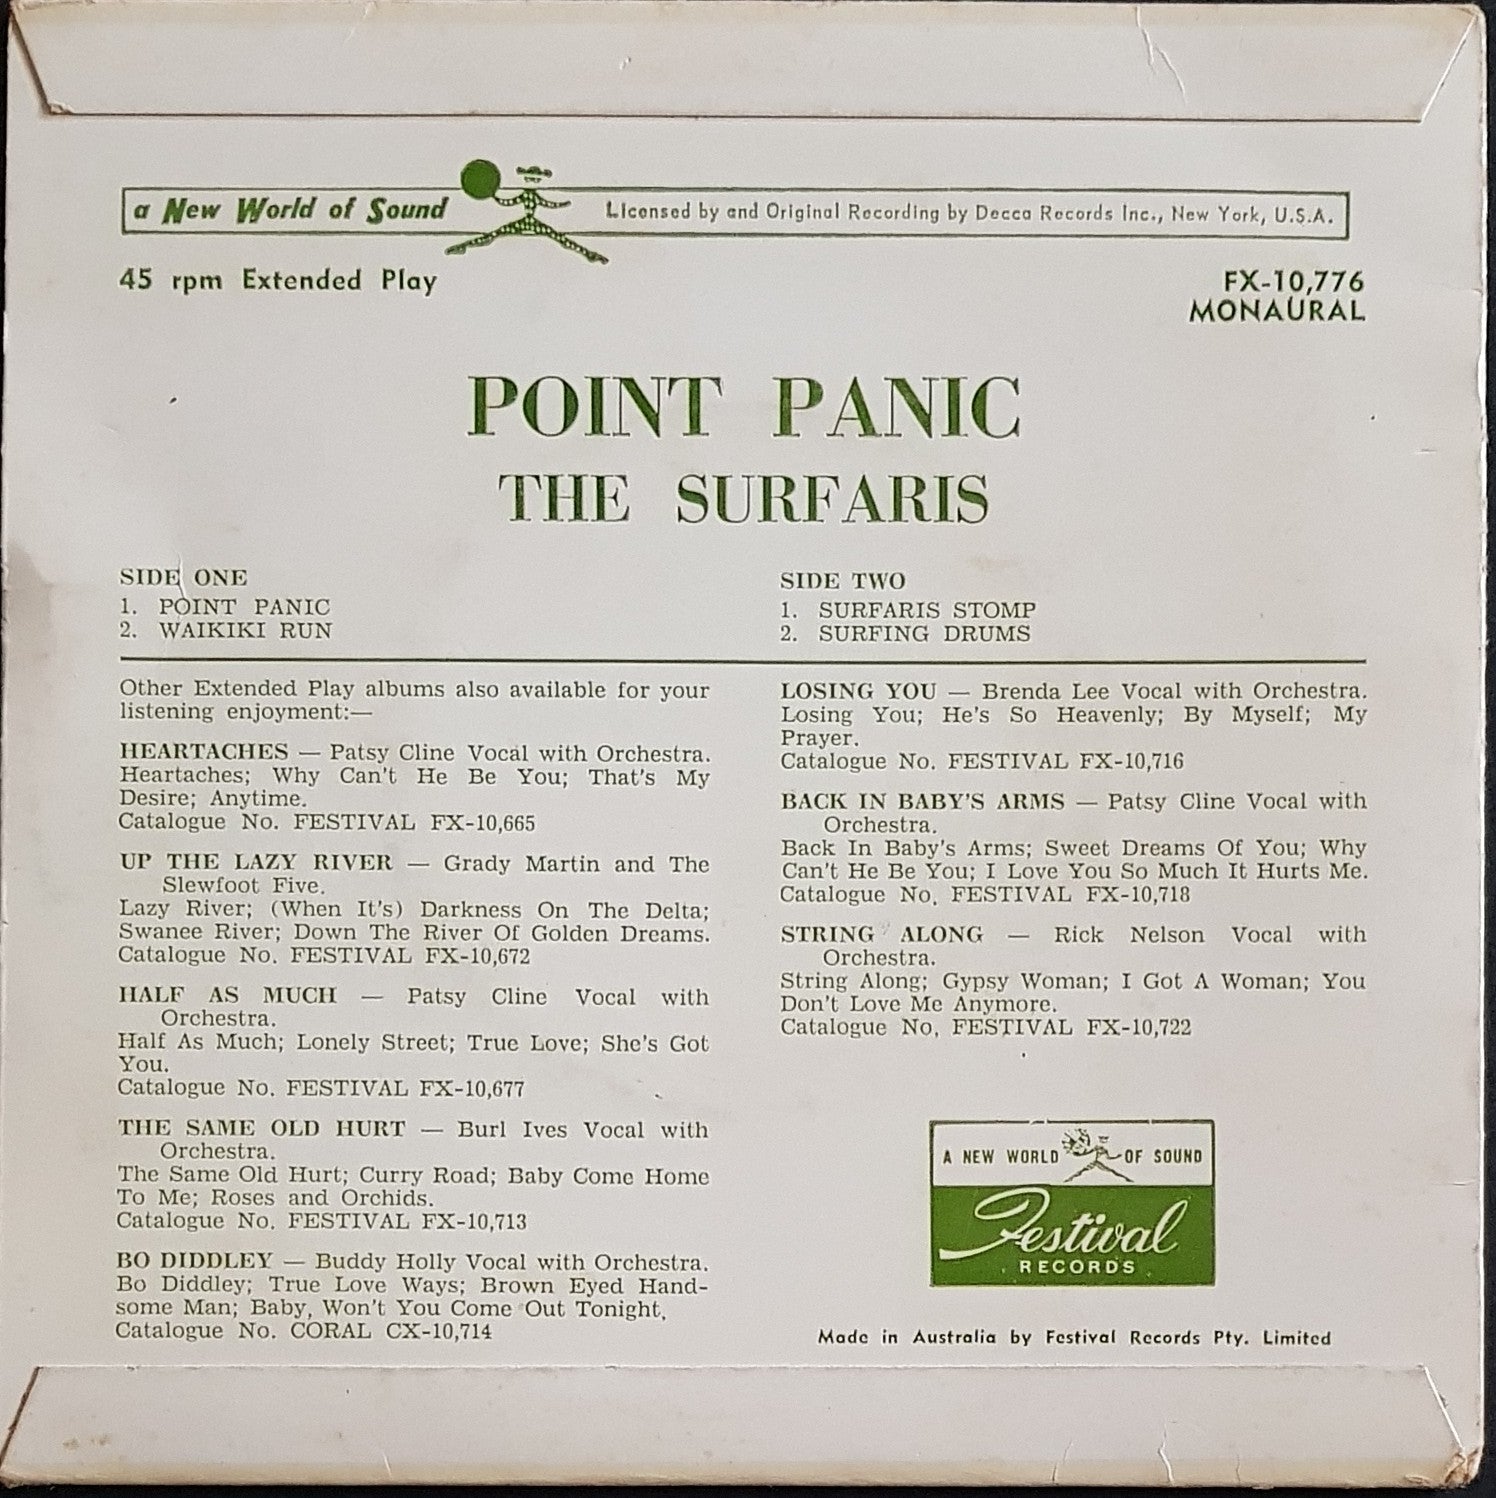 a New World of Sound
Licensed by and Original Recording by Decca Records Inc., New York, U.S.A.
45 rpm Extended Play
FX-10,776
MONAURAL
POINT PANIC
THE SURFARIS
SIDE ONE
1. POINT PANIC
2. WAIKIKI RUN
SIDE TWO
1. SURFARIS STOMP
2. SURFING DRUMS
Other Extended Play albums also available for your
listening enjoyment:—
HEARTACHES — Patsy Cline Vocal with Orchestra.
Heartaches; Why Can't He Be You; That's My
Desire; Anytime.
Catalogue No. FESTIVAL FX-10,665
UP THE LAZY RIVER — Grady Martin and The
Slewfoot Five.
Lazy River; (When It's) Darkness On The Delta;
Swanee River; Down The River Of Golden Dreams.
Catalogue No. FESTIVAL FX-10,672
HALF AS MUCH — Patsy Cline Vocal with
Orchestra.
Half As Much; Lonely Street; True Love; She's Got
You.
Catalogue No. FESTIVAL FX-10,677
THE SAME OLD HURT — Burl Ives Vocal with
Orchestra.
The Same Old Hurt; Curry Road; Baby Come Home
To Me; Roses and Orchids.
Catalogue No. FESTIVAL FX-10,713
BO DIDDLEY — Buddy Holly Vocal with Orchestra.
Bo Diddley; True Love Ways; Brown Eyed Hand-
some Man; Baby, Won't You Come Out Tonight,
Catalogue No. CORAL CX-10,714
LOSING YOU — Brenda Lee Vocal with Orchestra.
Losing You; He's So Heavenly; By Myself; My
Prayer.
Catalogue No. FESTIVAL FX-10,716
BACK IN BABY'S ARMS — Patsy Cline Vocal with
Orchestra.
Back In Baby's Arms; Sweet Dreams Of You; Why
Can't He Be You; I Love You So Much It Hurts Me.
Catalogue No. FESTIVAL FX-10,718
STRING ALONG — Rick Nelson Vocal with
Orchestra.
String Along; Gypsy Woman; I Got A Woman; You
Don't Love Me Anymore.
Catalogue No. FESTIVAL FX-10,722
A NEW WORLD OF SOUND
Festival
RECORDS
Made in Australia by Festival Records Pty. Limited